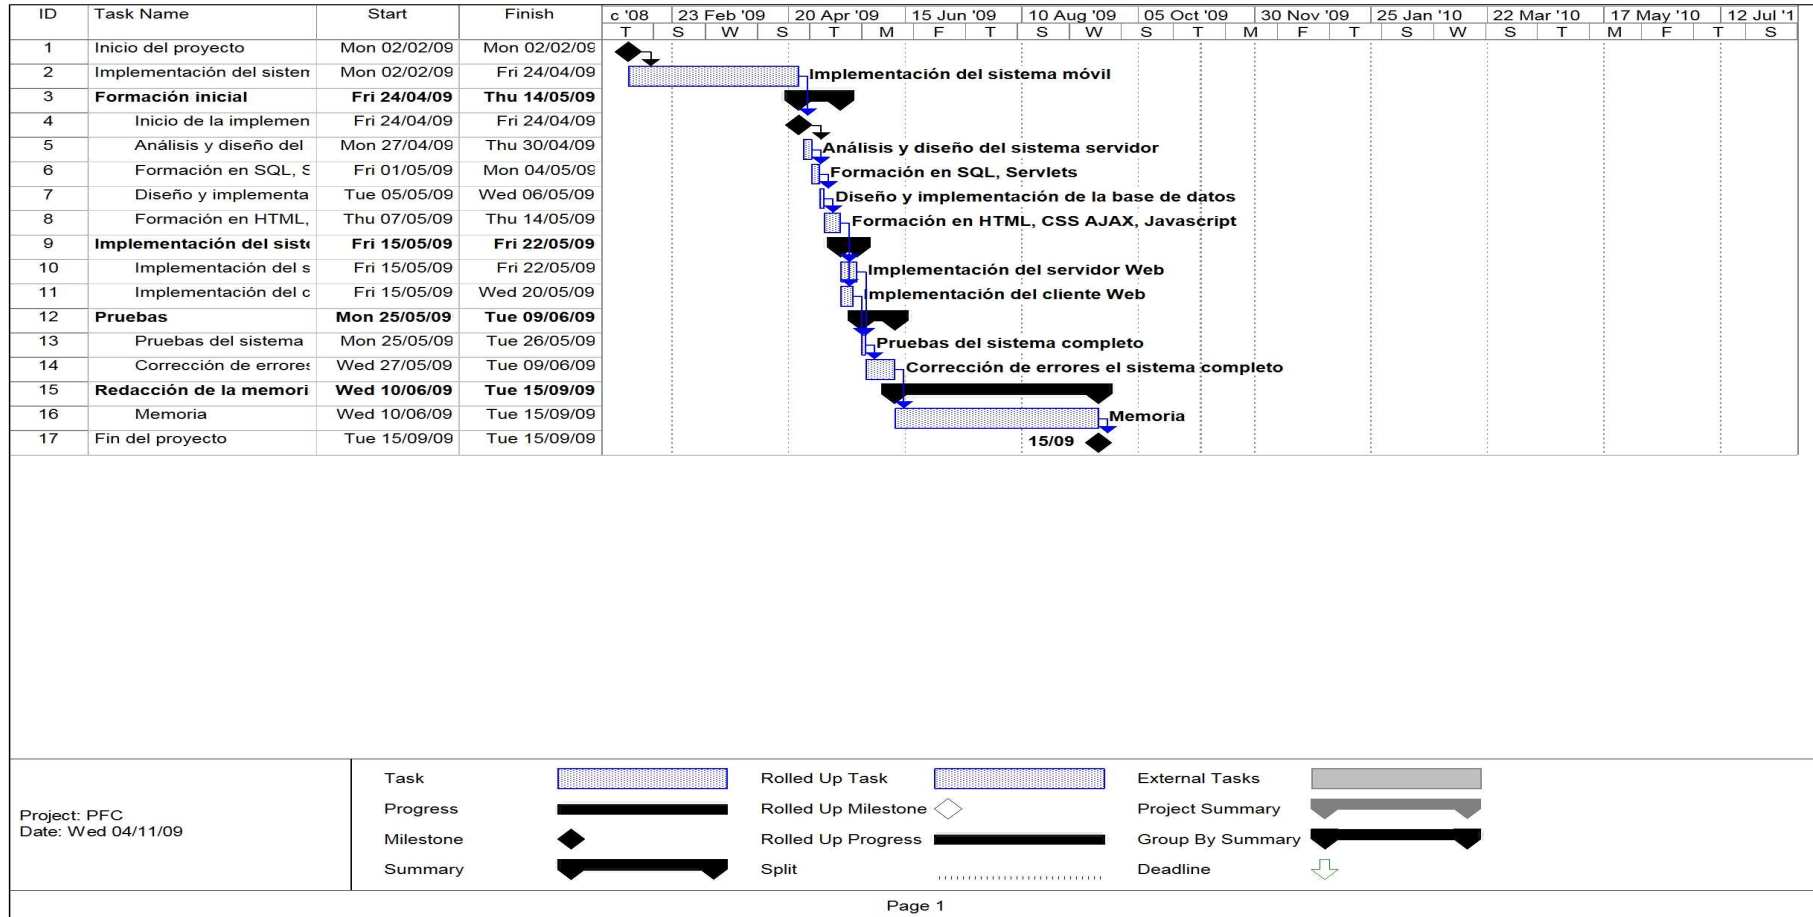 ID Task Name Start Finish c '08 23 Feb '09 20 Apr '09 15 Jun '09 10 Aug '09 05 Oct '09 30 Nov '09 25 Jan '10 22 Mar '10 17 May '10 12 Jul '1
T S W S T M F T S W S T M F T S W S T M F T S
1 Inicio del proyecto Mon 02/02/09 Mon 02/02/09
2 Implementación del sistem Mon 02/02/09 Fri 24/04/09 Implementación del sistema móvil
3 Formación inicial Fri 24/04/09 Thu 14/05/09
4 Inicio de la implemen Fri 24/04/09 Fri 24/04/09
5 Análisis y diseño del Mon 27/04/09 Thu 30/04/09 Análisis y diseño del sistema servidor
6 Formación en SQL, S Fri 01/05/09 Mon 04/05/09 Formación en SQL, Servlets
7 Diseño y implementa Tue 05/05/09 Wed 06/05/09 Diseño y implementación de la base de datos
8 Formación en HTML, Thu 07/05/09 Thu 14/05/09 Formación en HTML, CSS AJAX, Javascript
9 Implementación del siste Fri 15/05/09 Fri 22/05/09
10 Implementación del s Fri 15/05/09 Fri 22/05/09 Implementación del servidor Web
11 Implementación del c Fri 15/05/09 Wed 20/05/09 Implementación del cliente Web
12 Pruebas Mon 25/05/09 Tue 09/06/09
13 Pruebas del sistema Mon 25/05/09 Tue 26/05/09 Pruebas del sistema completo
14 Corrección de errores Wed 27/05/09 Tue 09/06/09 Corrección de errores el sistema completo
15 Redacción de la memori Wed 10/06/09 Tue 15/09/09
16 Memoria Wed 10/06/09 Tue 15/09/09 Memoria
17 Fin del proyecto Tue 15/09/09 Tue 15/09/09 15/09
Project: PFC
Date: Wed 04/11/09
Task Rolled Up Task External Tasks
Progress Rolled Up Milestone Project Summary
Milestone Rolled Up Progress Group By Summary
Summary Split Deadline
Page 1